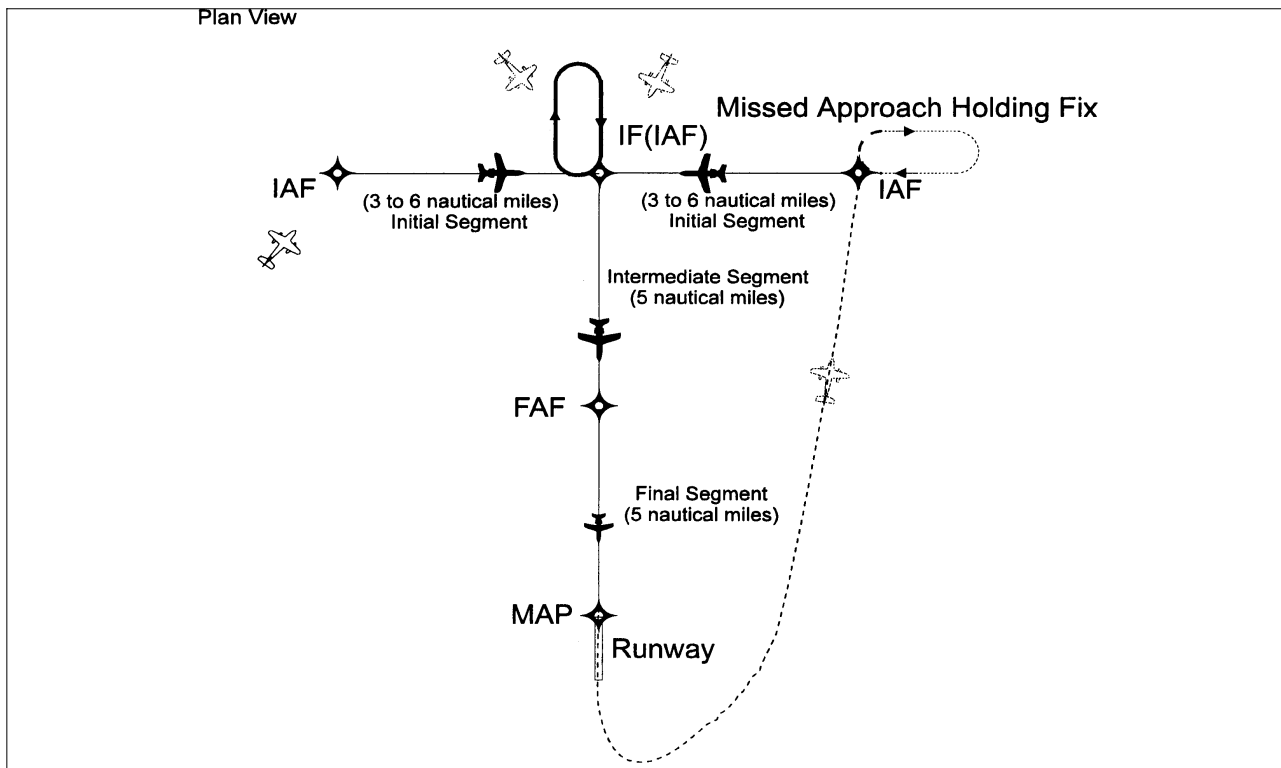 Plan View
Missed Approach Holding Fix
IF(IAF)
IAF
IAF
(3 to 6 nautical miles)
Initial Segment
(3 to 6 nautical miles)
Initial Segment
Intermediate Segment
(5 nautical miles)
FAF
Final Segment
(5 nautical miles)
MAP
Runway